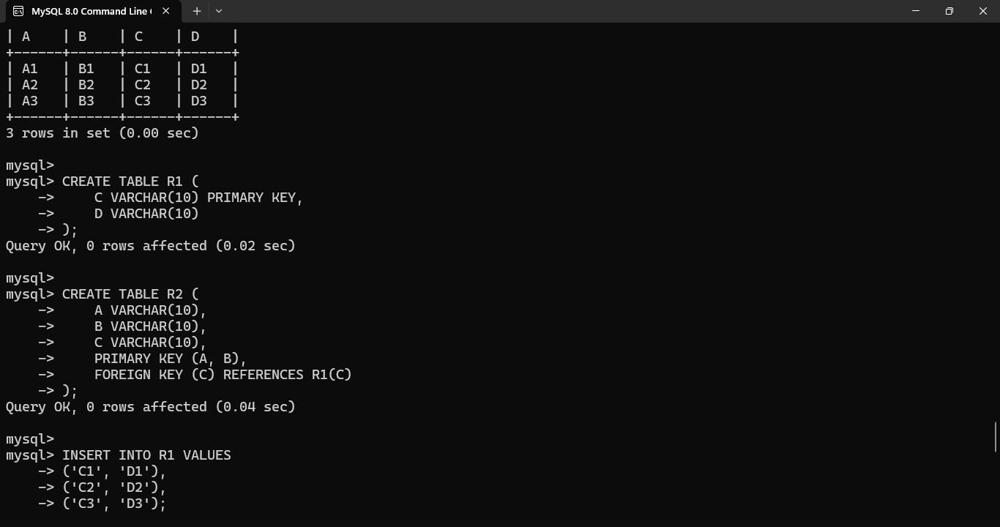 MySQL 8.0 Command Line
| A    | B    | C    | D    |
+------+------+------+------+
| A1   | B1   | C1   | D1   |
| A2   | B2   | C2   | D2   |
| A3   | B3   | C3   | D3   |
+------+------+------+------+
3 rows in set (0.00 sec)

mysql>
mysql> CREATE TABLE R1 (
    ->     C VARCHAR(10) PRIMARY KEY,
    ->     D VARCHAR(10)
    -> );
Query OK, 0 rows affected (0.02 sec)

mysql>
mysql> CREATE TABLE R2 (
    ->     A VARCHAR(10),
    ->     B VARCHAR(10),
    ->     C VARCHAR(10),
    ->     PRIMARY KEY (A, B),
    ->     FOREIGN KEY (C) REFERENCES R1(C)
    -> );
Query OK, 0 rows affected (0.04 sec)

mysql>
mysql> INSERT INTO R1 VALUES
    -> ('C1', 'D1'),
    -> ('C2', 'D2'),
    -> ('C3', 'D3');